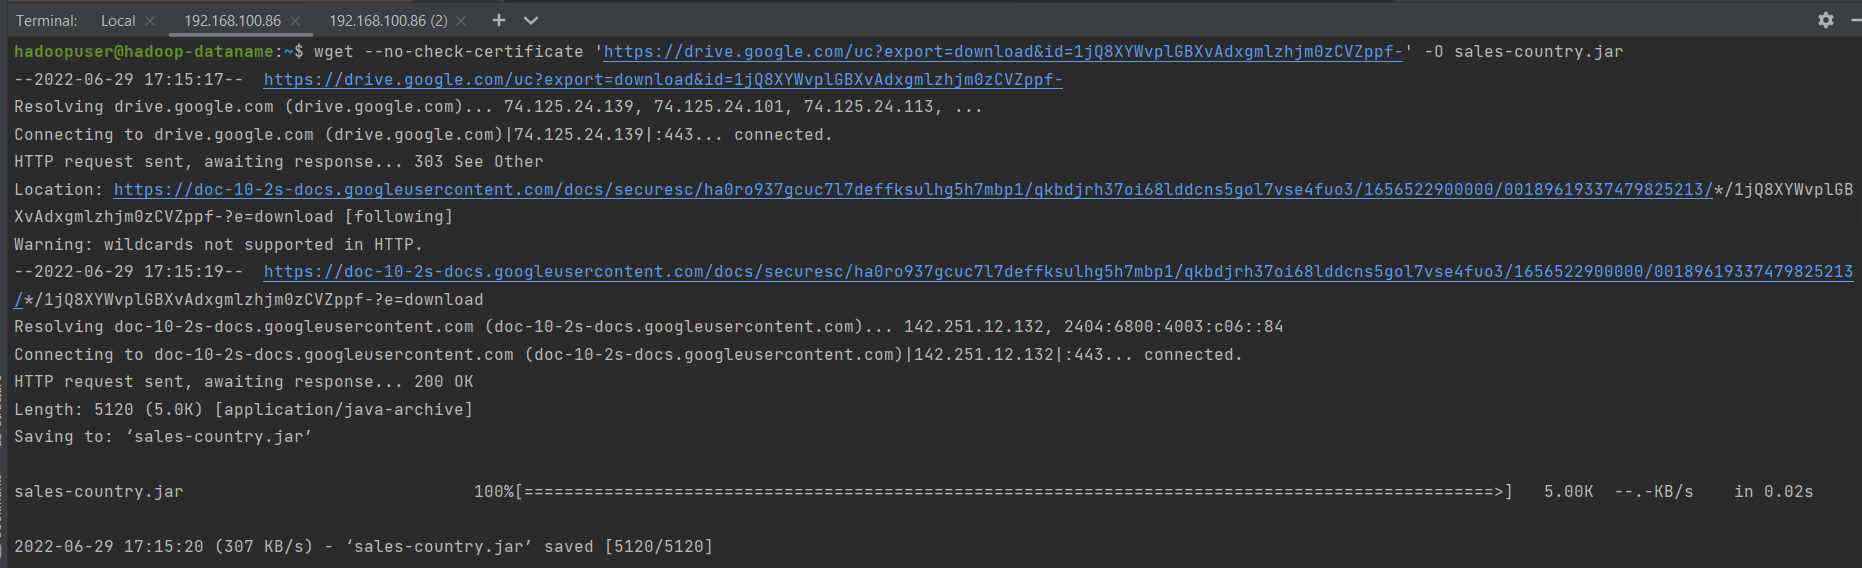 Terminal: Local × 192.168.100.86 × 192.168.100.86 (2) × +
hadoopuser@hadoop-dataname:~$ wget --no-check-certificate 'https://drive.google.com/uc?export=download&id=1jQ8XYWvplGBXvAdxgmlzhjm0zCVZppf-' -O sales-country.jar
--2022-06-29 17:15:17--  https://drive.google.com/uc?export=download&id=1jQ8XYWvplGBXvAdxgmlzhjm0zCVZppf-
Resolving drive.google.com (drive.google.com)... 74.125.24.139, 74.125.24.101, 74.125.24.113, ...
Connecting to drive.google.com (drive.google.com)|74.125.24.139|:443... connected.
HTTP request sent, awaiting response... 303 See Other
Location: https://doc-10-2s-docs.googleusercontent.com/docs/securesc/ha0ro937gcuc7l7deffksulhg5h7mbp1/qkbdjrh37oi68lddcns5gol7vse4fuo3/1656522900000/00189619337479825213/*/1jQ8XYWvplGB
XvAdxgmlzhjm0zCVZppf-?e=download [following]
Warning: wildcards not supported in HTTP.
--2022-06-29 17:15:19--  https://doc-10-2s-docs.googleusercontent.com/docs/securesc/ha0ro937gcuc7l7deffksulhg5h7mbp1/qkbdjrh37oi68lddcns5gol7vse4fuo3/1656522900000/00189619337479825213
/*/1jQ8XYWvplGBXvAdxgmlzhjm0zCVZppf-?e=download
Resolving doc-10-2s-docs.googleusercontent.com (doc-10-2s-docs.googleusercontent.com)... 142.251.12.132, 2404:6800:4003:c06::84
Connecting to doc-10-2s-docs.googleusercontent.com (doc-10-2s-docs.googleusercontent.com)|142.251.12.132|:443... connected.
HTTP request sent, awaiting response... 200 OK
Length: 5120 (5.0K) [application/java-archive]
Saving to: ‘sales-country.jar’
sales-country.jar 100%[=================================================================================================>] 5.00K --.-KB/s in 0.02s
2022-06-29 17:15:20 (307 KB/s) - ‘sales-country.jar’ saved [5120/5120]